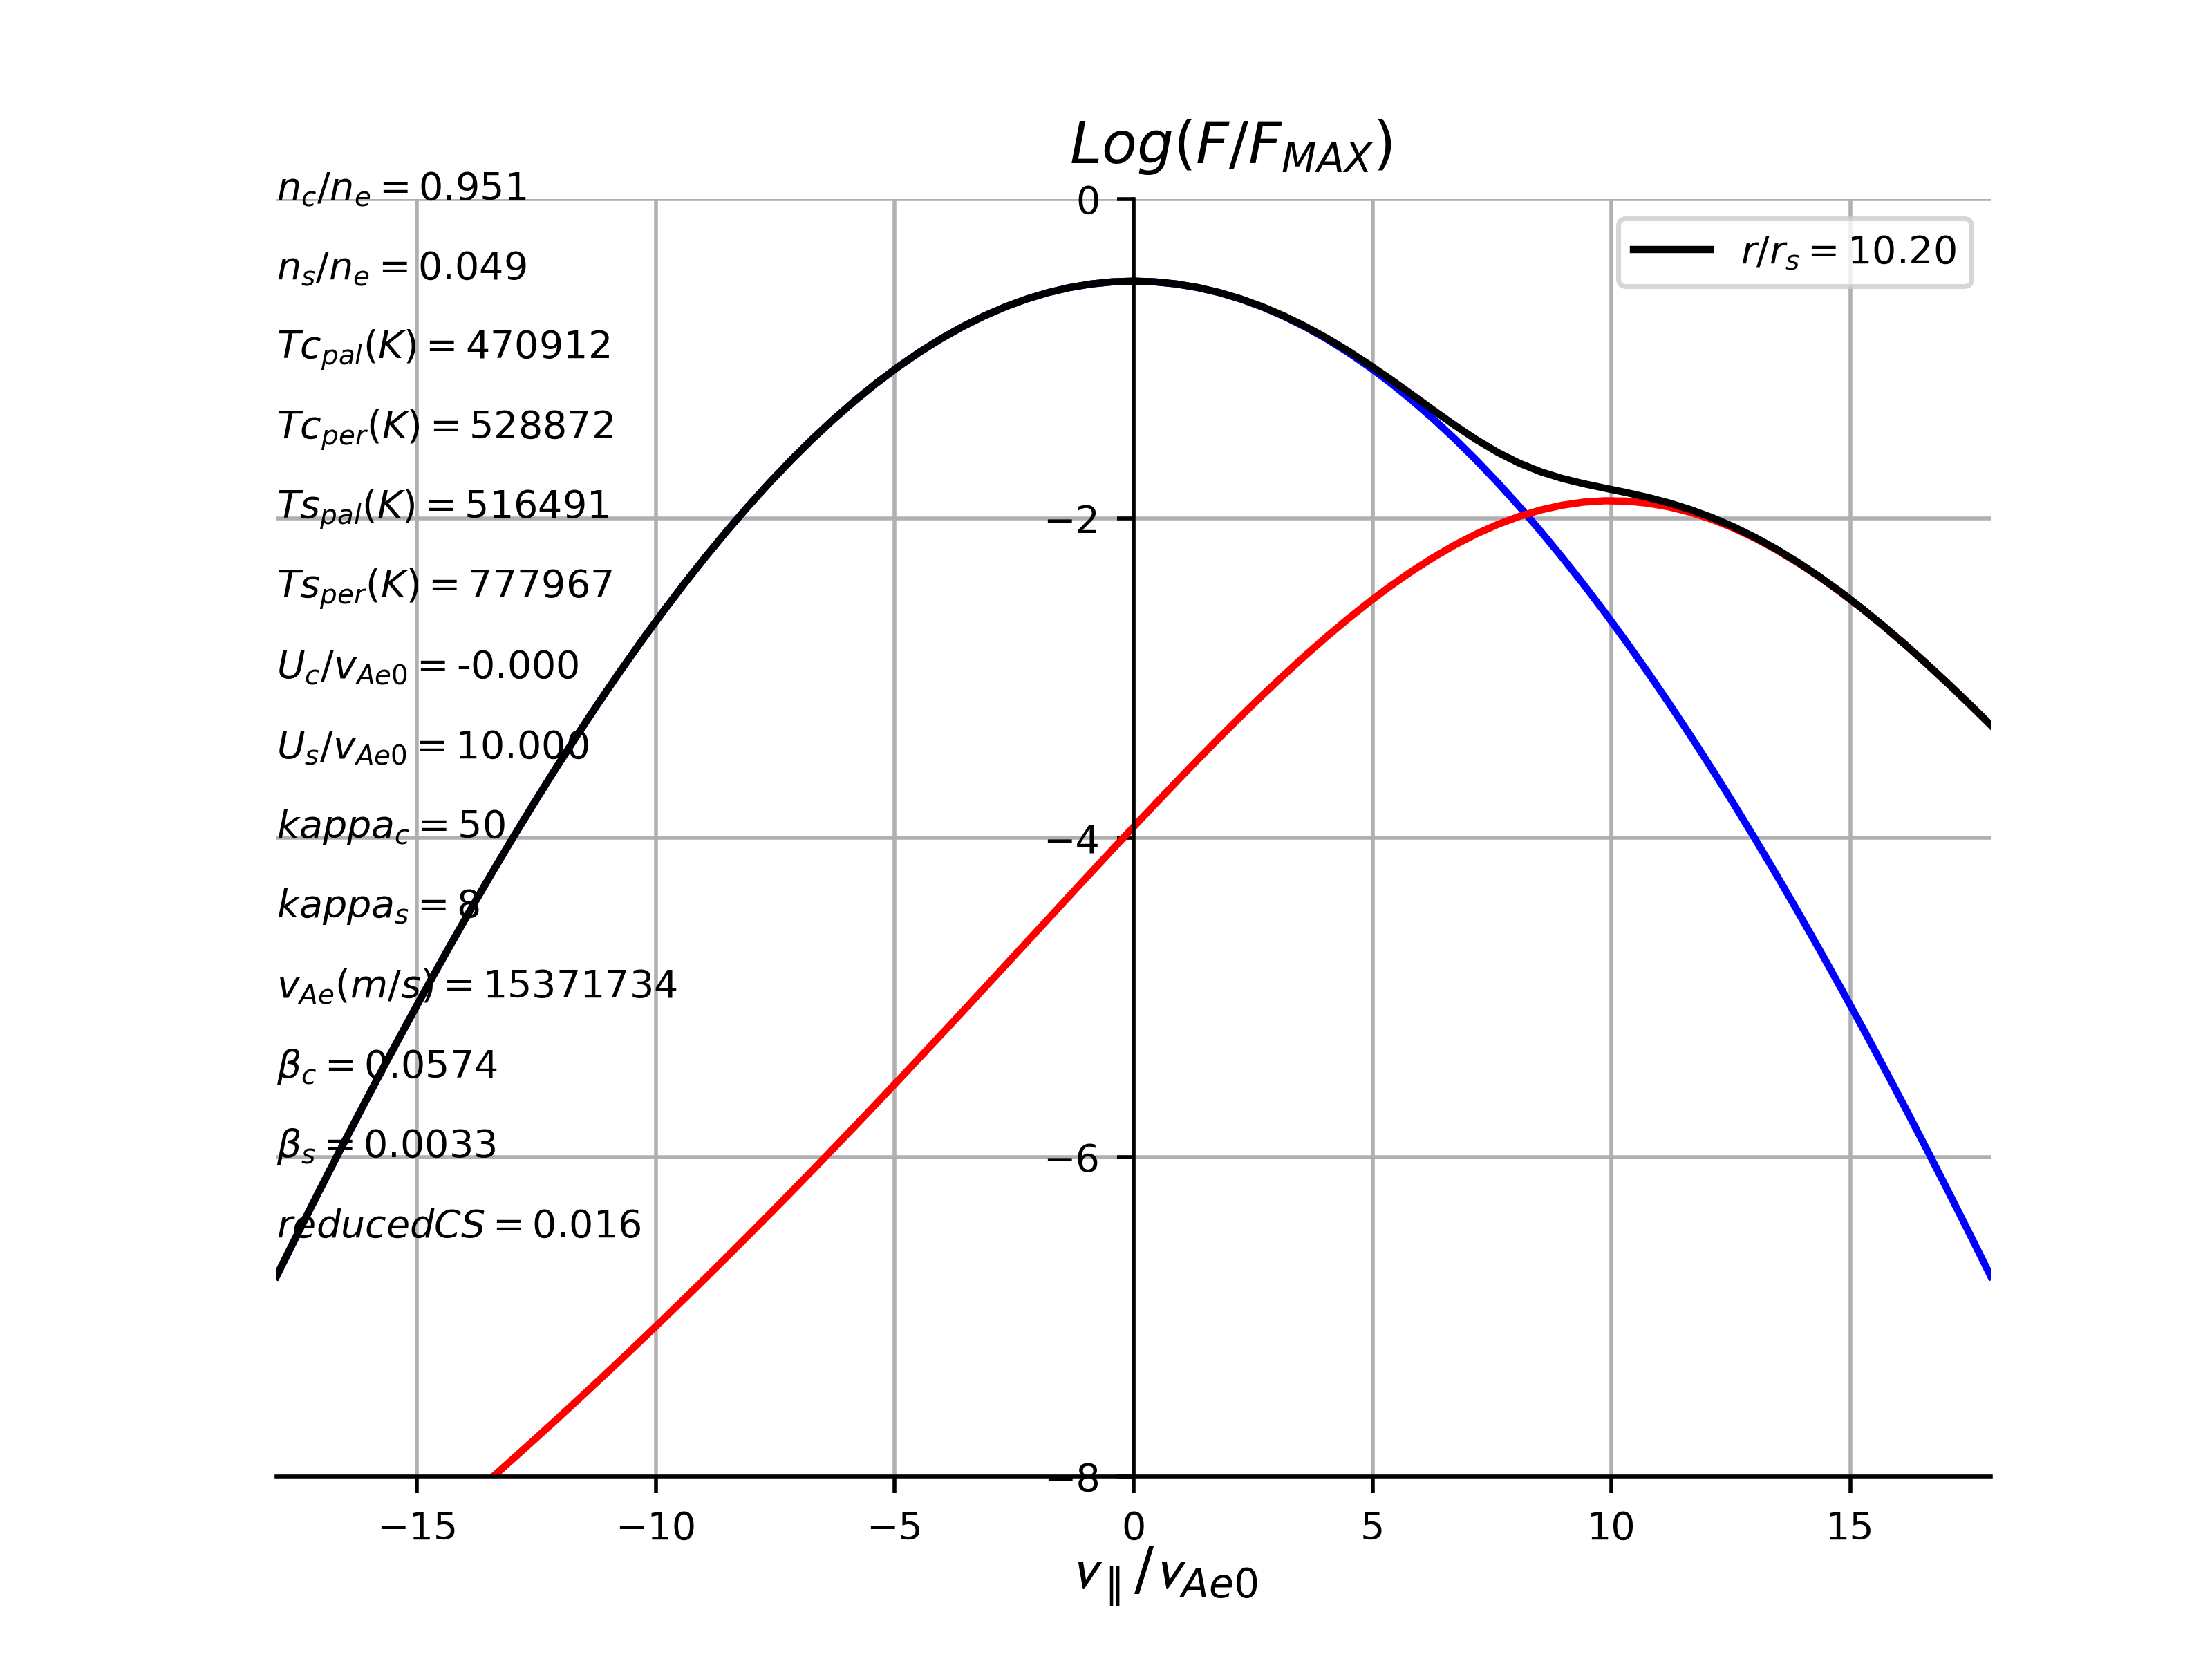 Log(F/F_MAX)
n_c/n_e = 0.951
0
r/r_s = 10.20
n_s/n_e = 0.049
Tc_pal(K) = 470912
Tc_per(K) = 528872
Ts_pal(K) = 516491
−2
Ts_per(K) = 777967
U_c/v_Ae0 = -0.000
U_s/v_Ae0 = 10.000
kappa_c = 50
−4
kappa_s = 8
v_Ae(m/s) = 15371734
β_c = 0.0574
β_s = 0.0033
−6
reducedCS = 0.016
−8
−15 −10 −5 0 5 10 15
v_∥/v_Ae0